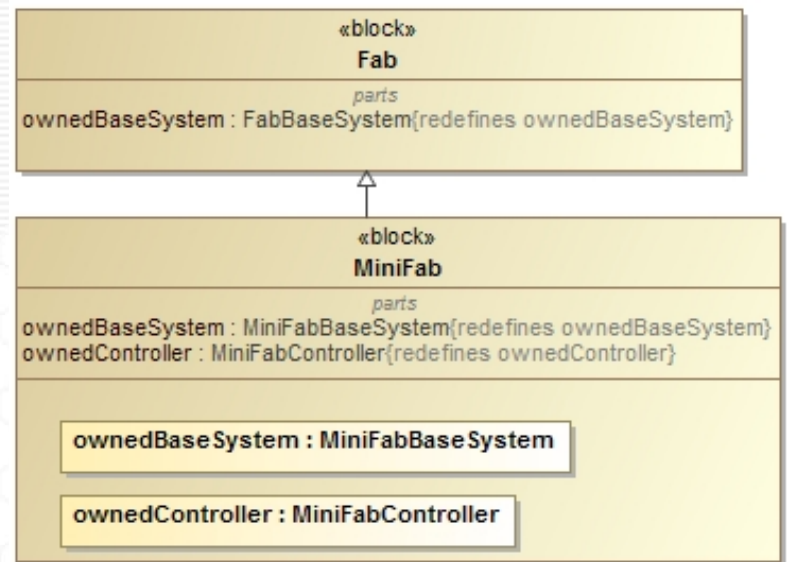 «block»
Fab
parts
ownedBaseSystem : FabBaseSystem{redefines ownedBaseSystem}
«block»
MiniFab
parts
ownedBaseSystem : MiniFabBaseSystem{redefines ownedBaseSystem}
ownedController : MiniFabController{redefines ownedController}
ownedBaseSystem : MiniFabBaseSystem
ownedController : MiniFabController